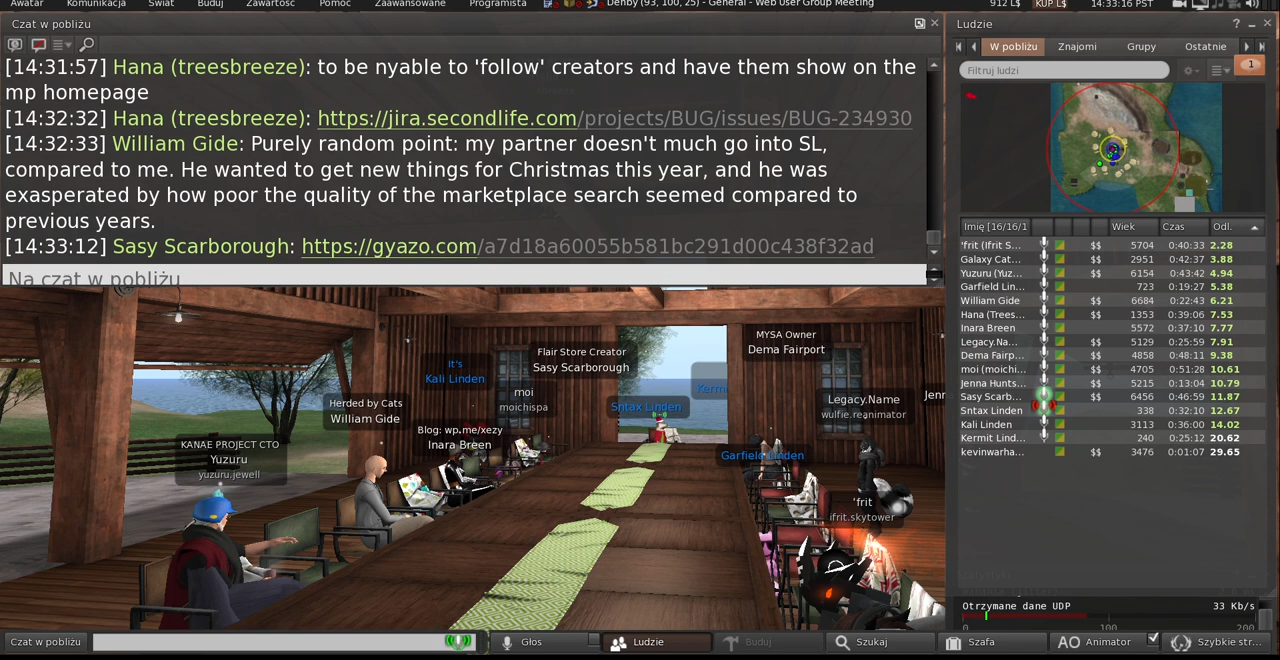 Awatar Komunikacja Świat Buduj Zawartość Pomoc Zaawansowane Programista Denby (93, 100, 25) - General - Web User Group Meeting 912 L$ KUP L$ 14:33:16 PST
Czat w pobliżu
[14:31:57] Hana (treesbreeze): to be nyable to 'follow' creators and have them show on the
mp homepage
[14:32:32] Hana (treesbreeze): https://jira.secondlife.com/projects/BUG/issues/BUG-234930
[14:32:33] William Gide: Purely random point: my partner doesn't much go into SL,
compared to me. He wanted to get new things for Christmas this year, and he was
exasperated by how poor the quality of the marketplace search seemed compared to
previous years.
[14:33:12] Sasy Scarborough: https://gyazo.com/a7d18a60055b581bc291d00c438f32ad
Na czat w pobliżu
MYSA Owner
Dema Fairport
Flair Store Creator
Sasy Scarborough
It's
Kali Linden
Kermi
moi
moichispa
Herded by Cats
William Gide
Sntax Linden
Legacy.Name
wulfie.reanimator
Jenn
Blog: wp.me/xezy
Inara Breen
KANAE PROJECT CTO
Yuzuru
yuzuru.jewell
Garfield Linden
'frit
ifrit.skytower
Ludzie
? _ ×
W pobliżu Znajomi Grupy Ostatnie
Filtruj ludzi
1
Imię [16/16/1 Wiek Czas Odl.
'frit (Ifrit S... $$ 5704 0:40:33 2.28
Galaxy Cat... $$ 2951 0:42:37 3.88
Yuzuru (Yuz... $$ 6154 0:43:42 4.94
Garfield Lin... 723 0:19:27 5.38
William Gide $$ 6684 0:22:43 6.21
Hana (Trees... $$ 1353 0:39:06 7.53
Inara Breen 5572 0:37:10 7.77
Legacy.Na... $$ 5129 0:25:59 7.91
Dema Fairp... $$ 4858 0:48:11 9.38
moi (moichi... $$ 4705 0:51:28 10.61
Jenna Hunts... $$ 5215 0:13:04 10.79
Sasy Scarb... $$ 6456 0:46:59 11.87
Sntax Linden 338 0:32:10 12.67
Kali Linden 3113 0:36:00 14.02
Kermit Lind... 240 0:25:12 20.62
kevinwarha... $$ 3476 0:01:07 29.65
Otrzymane dane UDP 33 Kb/s
0 100 200
Czat w pobliżu Głos Ludzie Buduj Szukaj Szafa AO Animator Szybkie str...